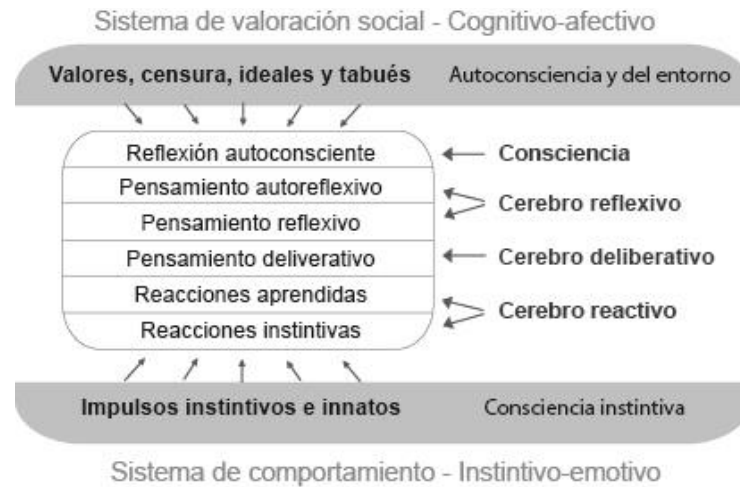 Sistema de valoración social - Cognitivo-afectivo
Valores, censura, ideales y tabués
Autoconsciencia y del entorno
Reflexión autoconsciente
Consciencia
Pensamiento autoreflexivo
Cerebro reflexivo
Pensamiento reflexivo
Pensamiento deliverativo
Cerebro deliberativo
Reacciones aprendidas
Cerebro reactivo
Reacciones instintivas
Impulsos instintivos e innatos
Consciencia instintiva
Sistema de comportamiento - Instintivo-emotivo